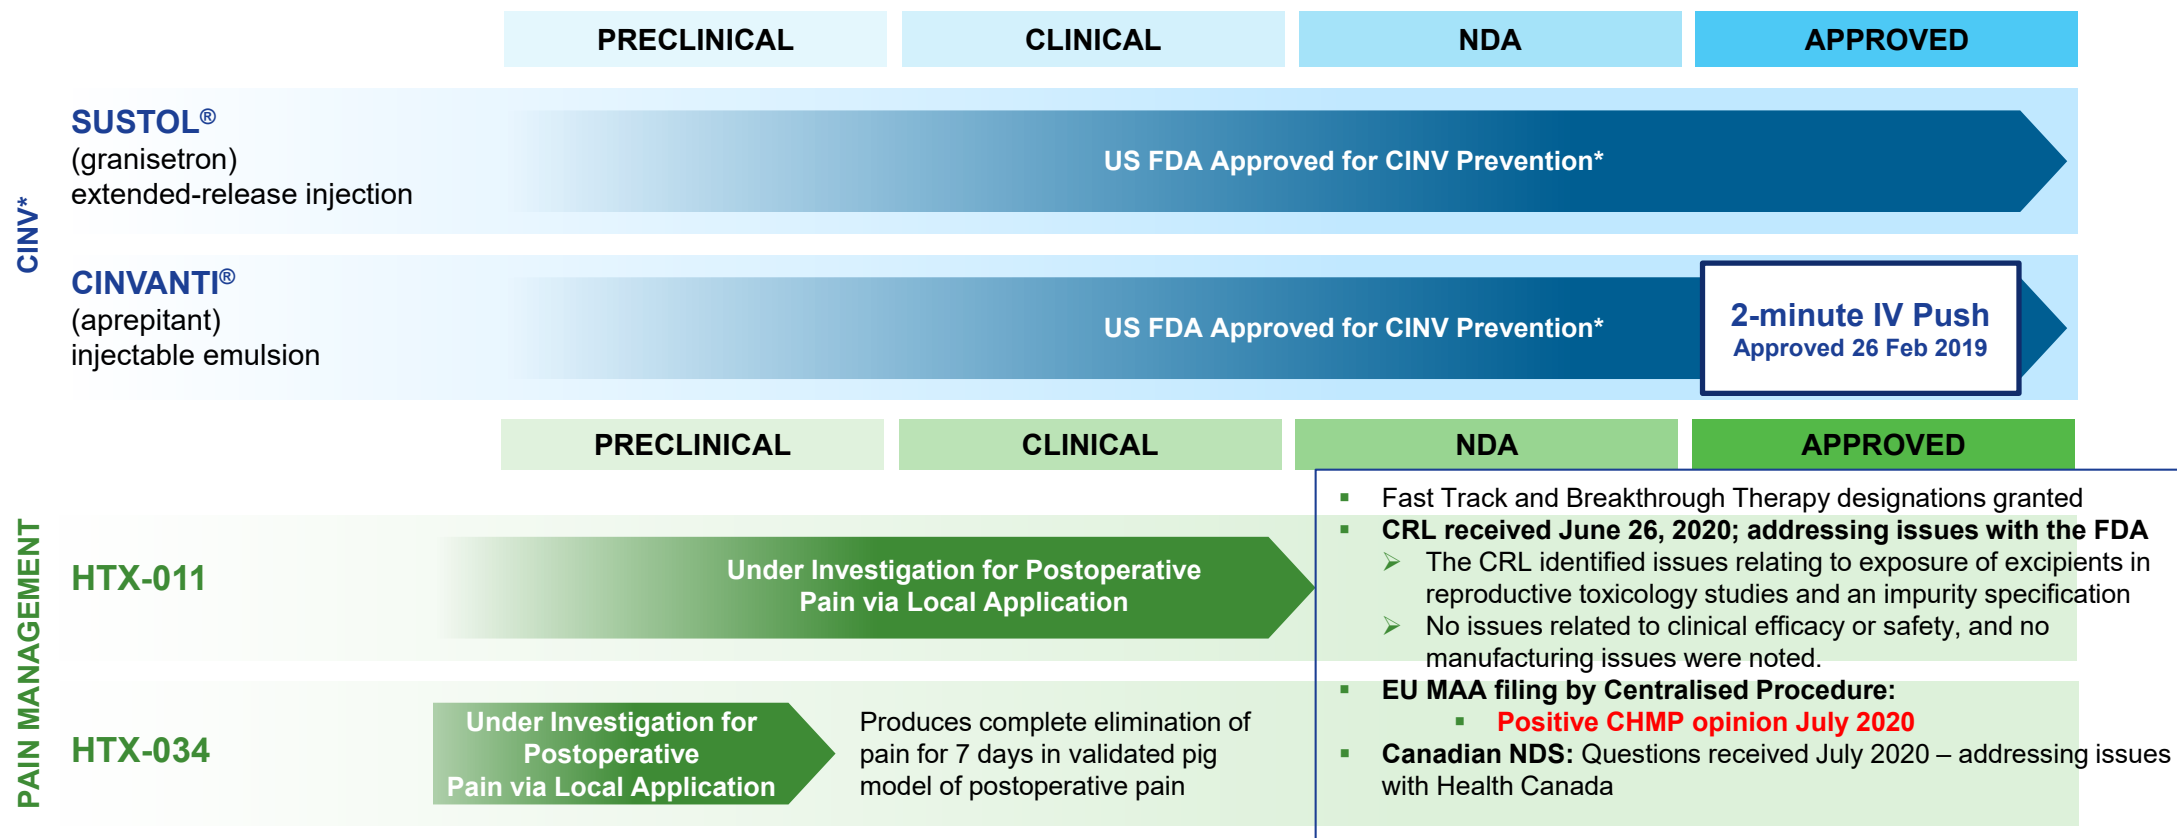 PRECLINICAL
CLINICAL
NDA
APPROVED
CINV*
SUSTOL®
(granisetron)
extended-release injection
US FDA Approved for CINV Prevention*
CINVANTI®
(aprepitant)
injectable emulsion
US FDA Approved for CINV Prevention*
2-minute IV Push
Approved 26 Feb 2019
PRECLINICAL
CLINICAL
NDA
APPROVED
PAIN MANAGEMENT
HTX-011
Under Investigation for Postoperative
Pain via Local Application
▪ Fast Track and Breakthrough Therapy designations granted
▪ CRL received June 26, 2020; addressing issues with the FDA
➢ The CRL identified issues relating to exposure of excipients in
reproductive toxicology studies and an impurity specification
➢ No issues related to clinical efficacy or safety, and no
manufacturing issues were noted.
▪ EU MAA filing by Centralised Procedure:
▪ Positive CHMP opinion July 2020
▪ Canadian NDS: Questions received July 2020 – addressing issues
with Health Canada
HTX-034
Under Investigation for
Postoperative
Pain via Local Application
Produces complete elimination of
pain for 7 days in validated pig
model of postoperative pain